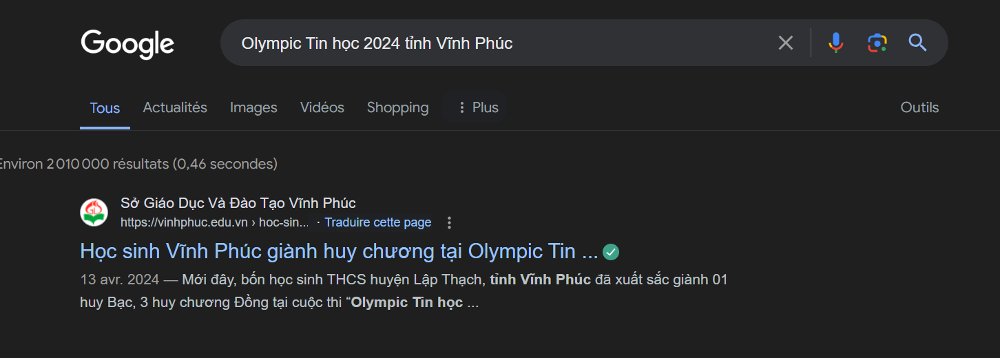 Google
Olympic Tin học 2024 tỉnh Vĩnh Phúc
Tous Actualités Images Vidéos Shopping Plus Outils
Environ 2 010 000 résultats (0,46 secondes)
Sở Giáo Dục Và Đào Tạo Vĩnh Phúc
https://vinhphuc.edu.vn › hoc-sin... · Traduire cette page
Học sinh Vĩnh Phúc giành huy chương tại Olympic Tin ...
13 avr. 2024 — Mới đây, bốn học sinh THCS huyện Lập Thạch, tỉnh Vĩnh Phúc đã xuất sắc giành 01
huy Bạc, 3 huy chương Đồng tại cuộc thi “Olympic Tin học ...